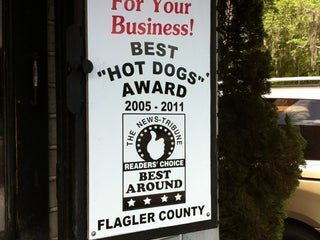 For Your
Business!
BEST
"HOT DOGS"
AWARD
2005 - 2011
THE NEWS-TRIBUNE
READERS' CHOICE
BEST
AROUND
FLAGLER COUNTY